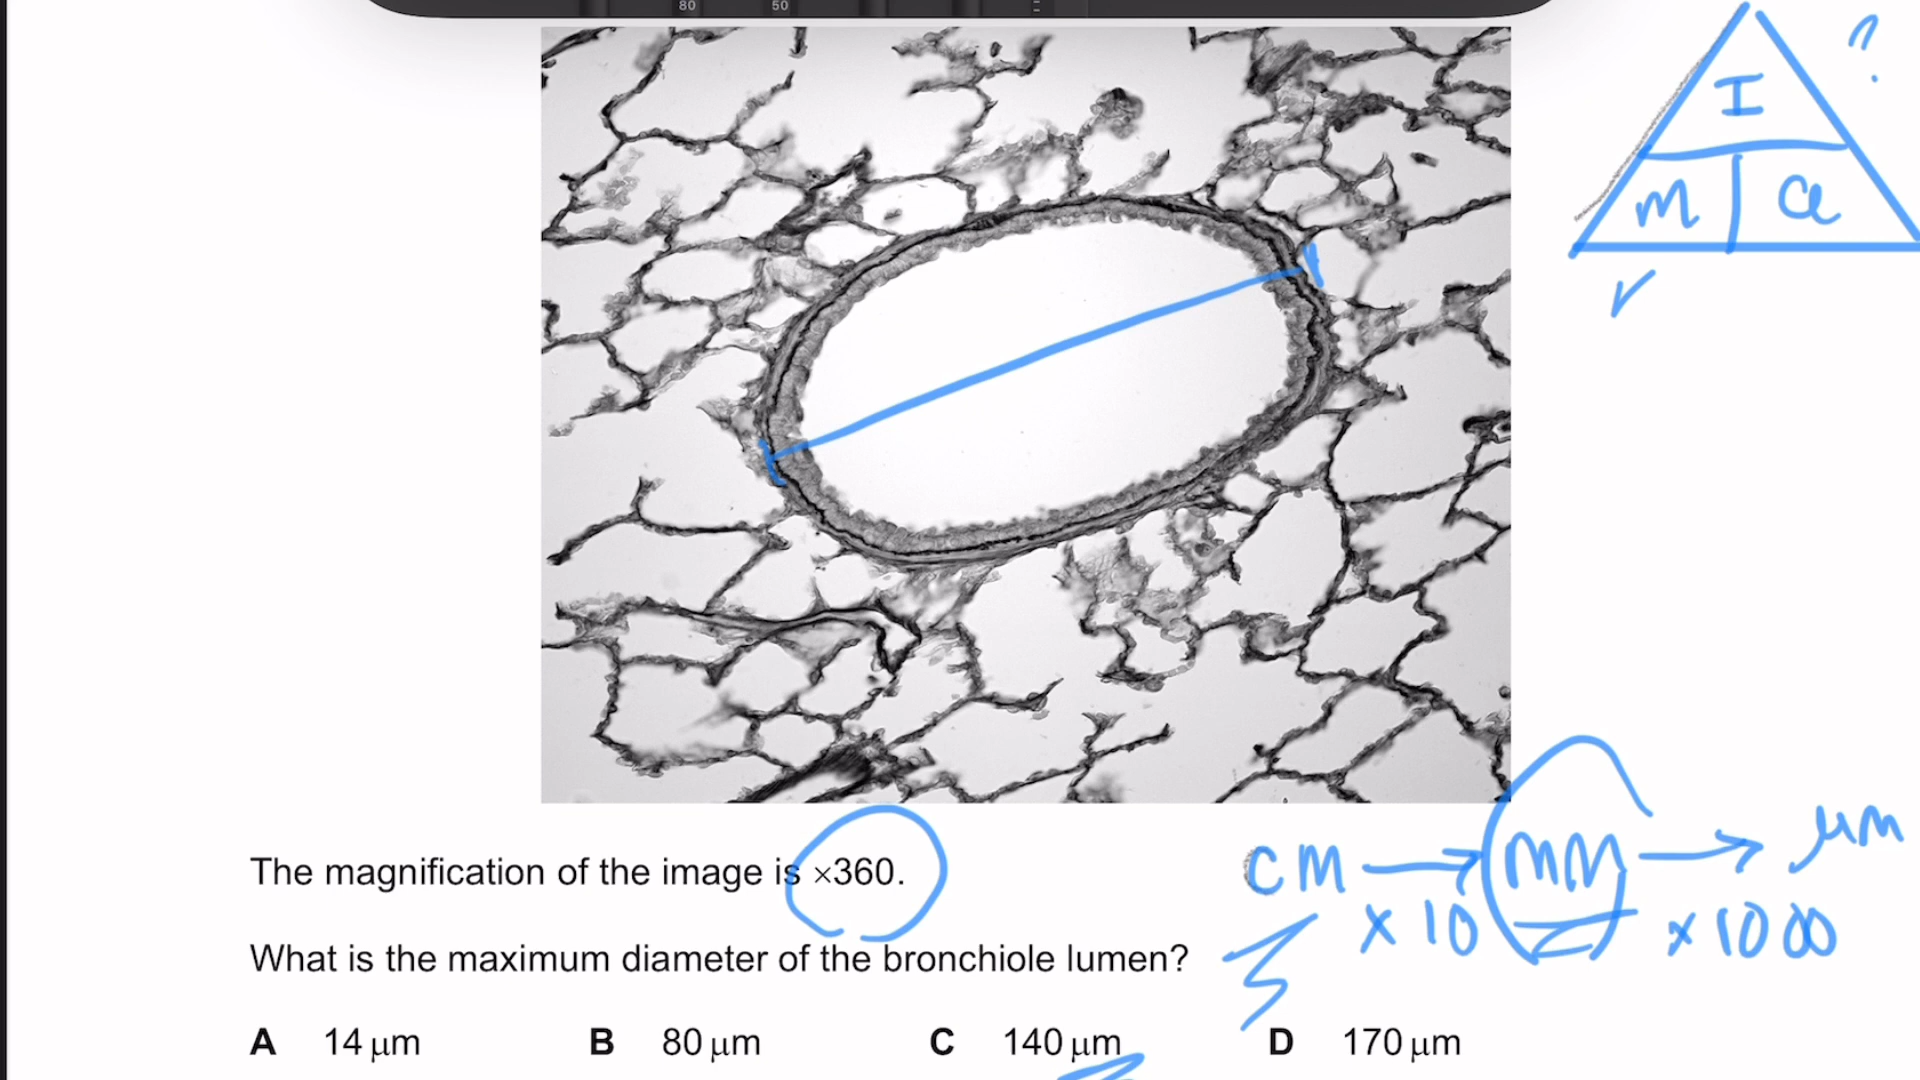 80 50
I
?
m a
The magnification of the image is ×360.
cm → mm → µm
×10 ×1000
What is the maximum diameter of the bronchiole lumen?
A 14 µm B 80 µm C 140 µm D 170 µm